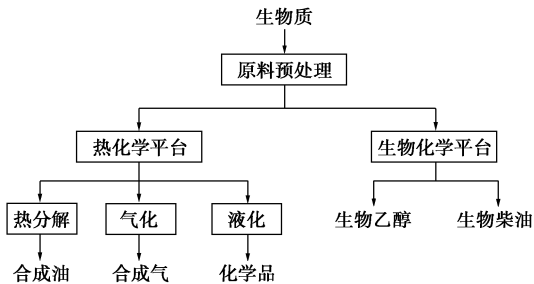 生物质
原料预处理
热化学平台
生物化学平台
热分解
气化
液化
生物乙醇
生物柴油
合成油
合成气
化学品